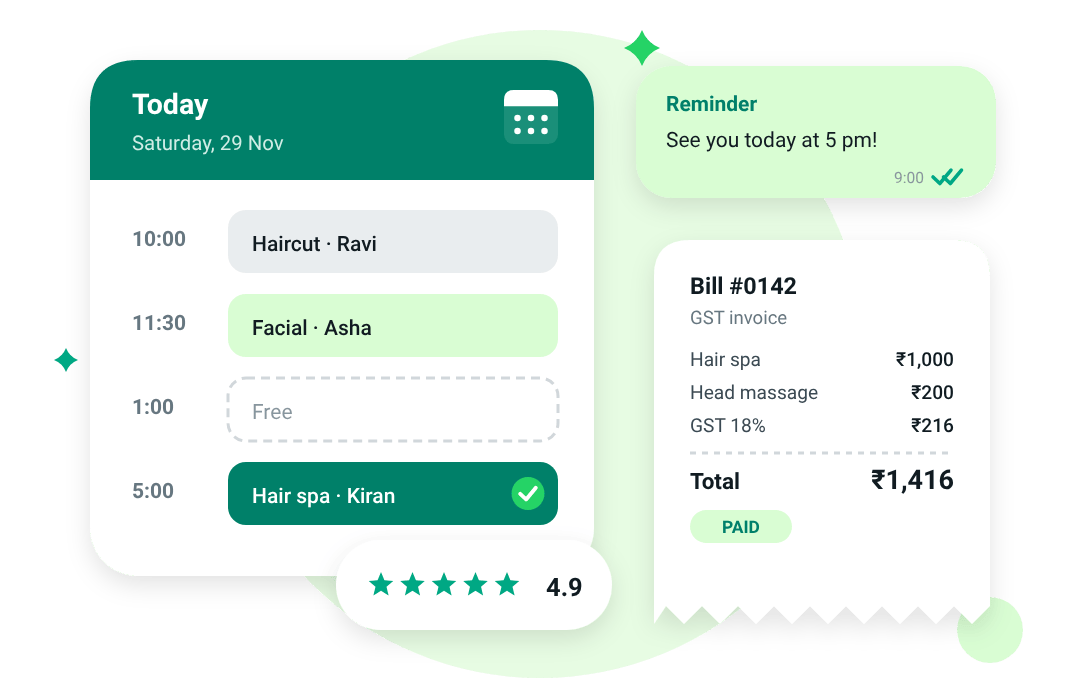 Today
Saturday, 29 Nov
10:00 Haircut · Ravi
11:30 Facial · Asha
1:00 Free
5:00 Hair spa · Kiran
4.9
Reminder
See you today at 5 pm!
9:00
Bill #0142
GST invoice
Hair spa ₹1,000
Head massage ₹200
GST 18% ₹216
Total ₹1,416
PAID